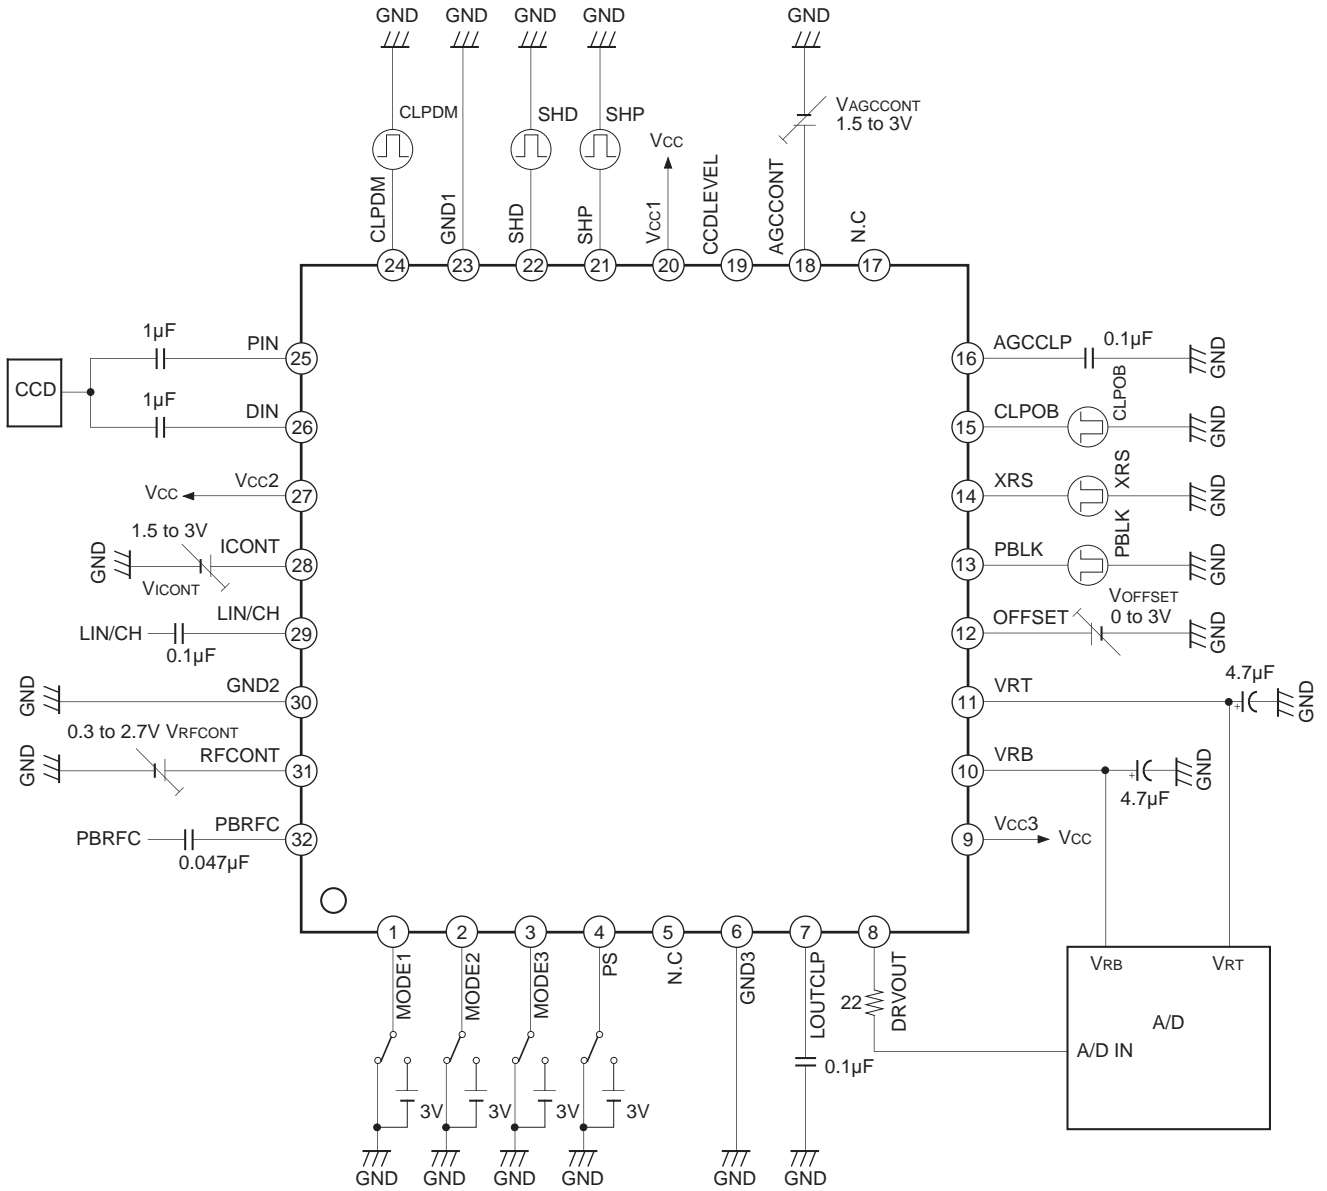 GND GND GND GND GND
CLPDM SHD SHP VCC VAGCCONT
1.5 to 3V
CLPDM GND1 SHD SHP VCC1 CCDLEVEL AGCCONT N.C
24 23 22 21 20 19 18 17
CCD
1µF PIN 25
1µF DIN 26
VCC VCC2 27
1.5 to 3V
GND ICONT 28
VICONT
LIN/CH
LIN/CH 29
0.1µF
GND GND2 30
0.3 to 2.7V VRFCONT
GND RFCONT 31
PBRFC PBRFC 32
0.047µF
16 AGCCLP 0.1µF GND
15 CLPOB CLPOB GND
14 XRS XRS GND
13 PBLK PBLK GND
VOFFSET
12 OFFSET 0 to 3V GND
11 VRT 4.7µF GND
+
10 VRB GND
+
4.7µF
9 VCC3 VCC
1 2 3 4 5 6 7 8
MODE1 MODE2 MODE3 PS N.C GND3 LOUTCLP DRVOUT
22
0.1µF
3V 3V 3V 3V
GND GND GND GND GND GND
VRB VRT
A/D
A/D IN